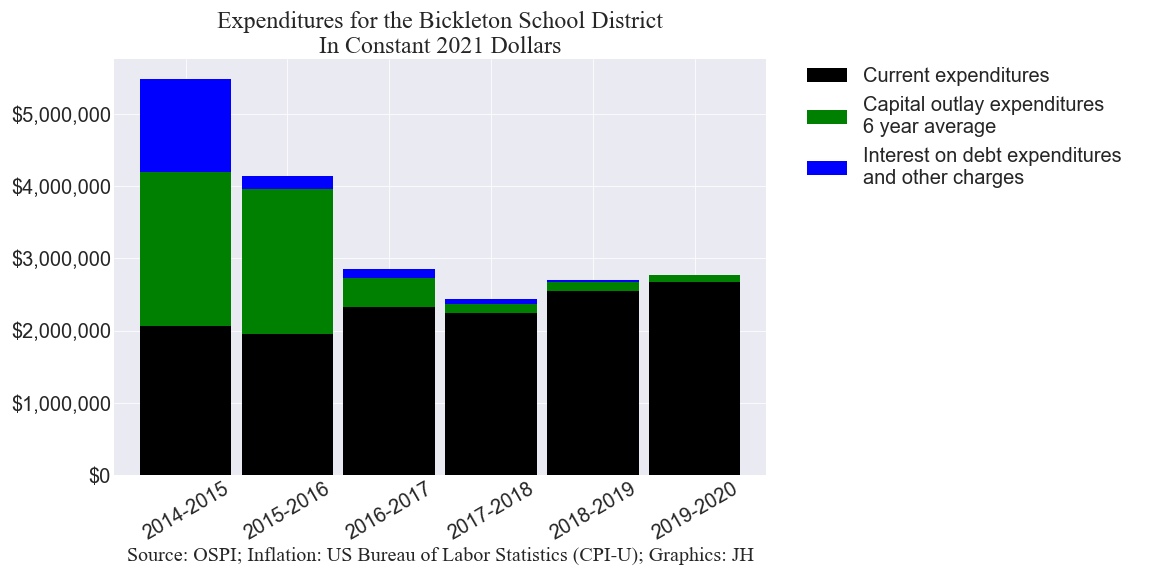 Expenditures for the Bickleton School District
In Constant 2021 Dollars
$5,000,000
$4,000,000
$3,000,000
$2,000,000
$1,000,000
$0
2014-2015
2015-2016
2016-2017
2017-2018
2018-2019
2019-2020
Source: OSPI; Inflation: US Bureau of Labor Statistics (CPI-U); Graphics: JH
Current expenditures
Capital outlay expenditures
6 year average
Interest on debt expenditures
and other charges